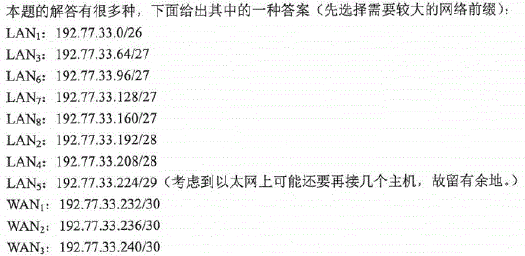 本题的解答有很多种，下面给出其中的一种答案（先选择需要较大的网络前缀）：
LAN₁：192.77.33.0/26
LAN₃：192.77.33.64/27
LAN₆：192.77.33.96/27
LAN₇：192.77.33.128/27
LAN₈：192.77.33.160/27
LAN₂：192.77.33.192/28
LAN₄：192.77.33.208/28
LAN₅：192.77.33.224/29（考虑到以太网上可能还要再接几个主机，故留有余地。）
WAN₁：192.77.33.232/30
WAN₂：192.77.33.236/30
WAN₃：192.77.33.240/30